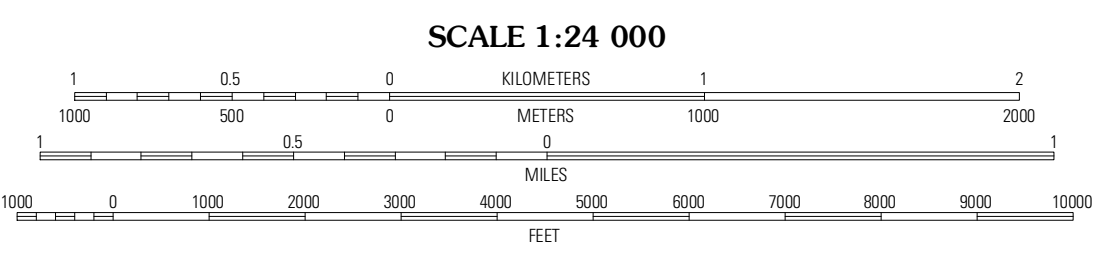 SCALE 1:24 000
1 0.5 0 KILOMETERS 1 2
1000 500 0 METERS 1000 2000
1 0.5 0 1
MILES
1000 0 1000 2000 3000 4000 5000 6000 7000 8000 9000 10000
FEET